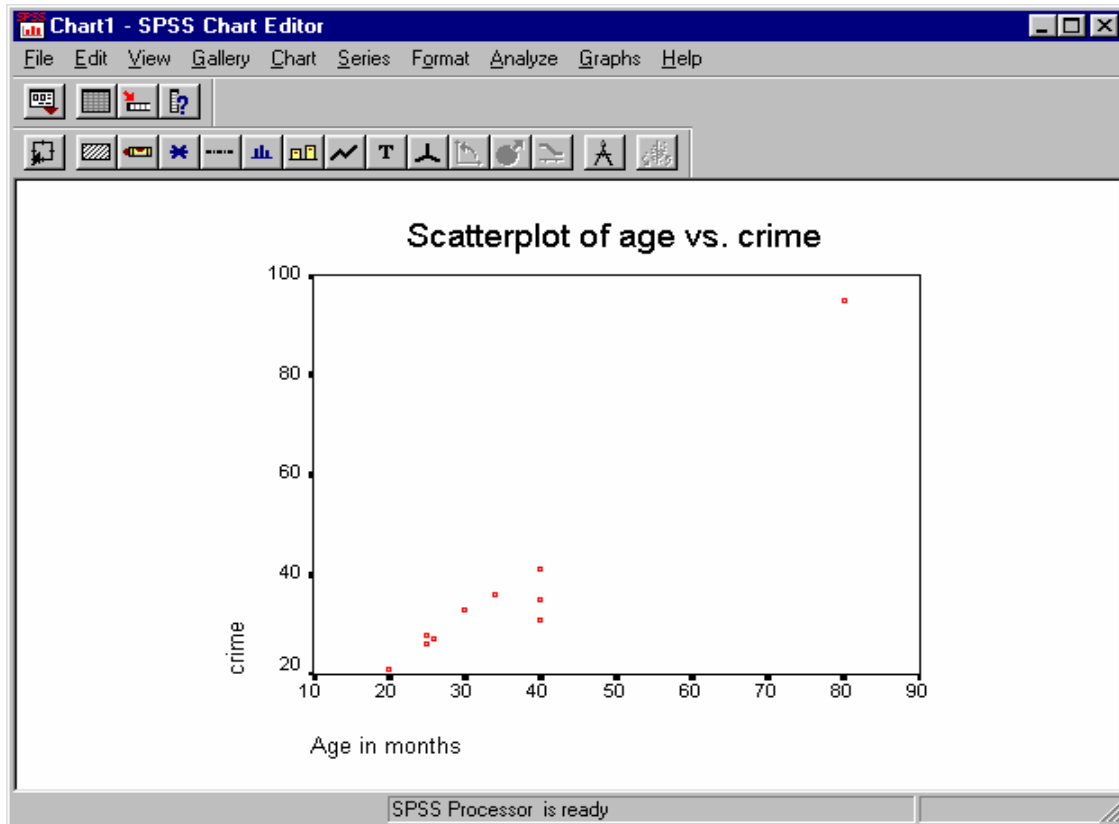 SPSS
Chart1 - SPSS Chart Editor
File Edit View Gallery Chart Series Format Analyze Graphs Help
T
Scatterplot of age vs. crime
100
80
60
40
20
crime
10 20 30 40 50 60 70 80 90
Age in months
SPSS Processor is ready